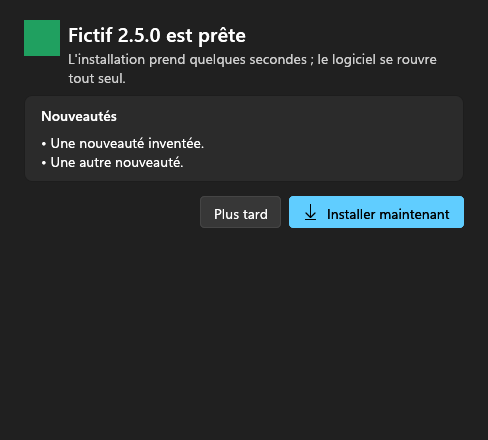 Fictif 2.5.0 est prête
L'installation prend quelques secondes ; le logiciel se rouvre
tout seul.
Nouveautés
• Une nouveauté inventée.
• Une autre nouveauté.
Plus tard
Installer maintenant